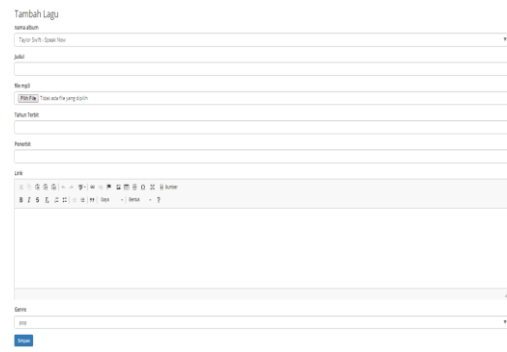 Tambah Lagu
nama album
Taylor Swift - Speak Now
judul
file mp3
Pilih File Tidak ada file yang dipilih
Tahun Terbit
Penerbit
Lirik
Sumber
B I S
Gaya Bentuk ?
Genre
pop
Simpan